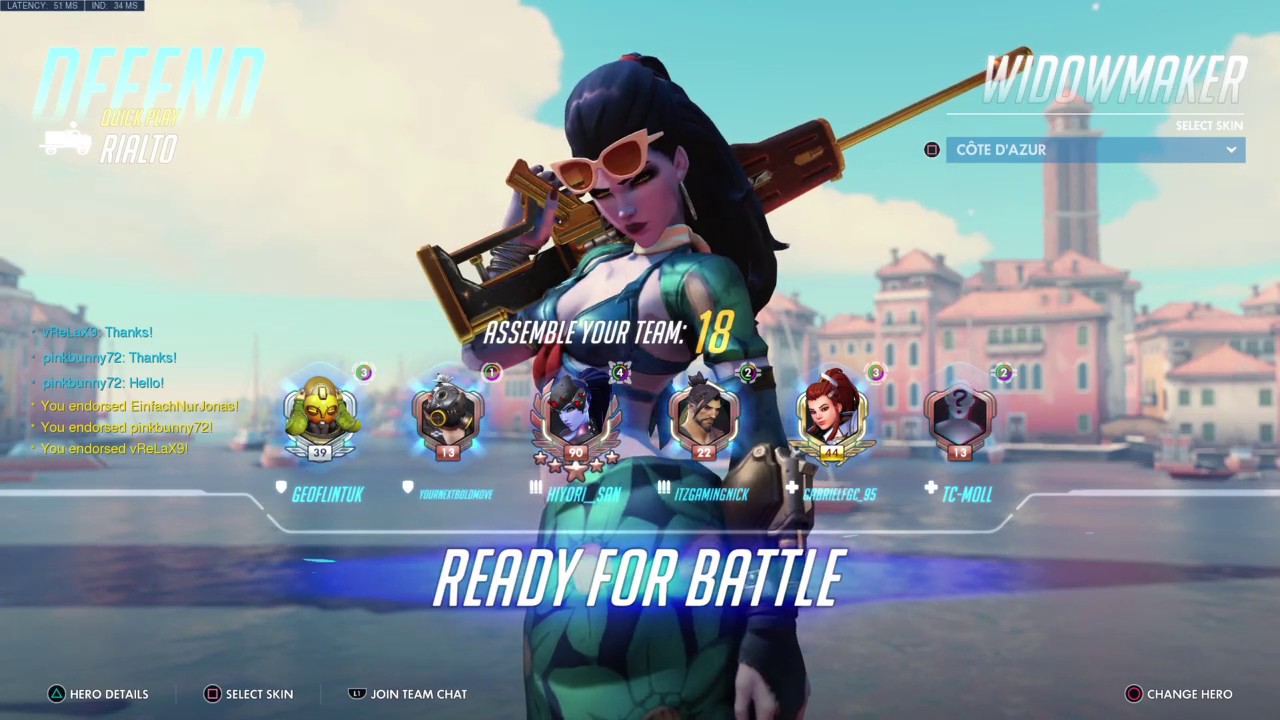 LATENCY: 51 MS | IND: 34 MS
DEFEND
QUICK PLAY
RIALTO
WIDOWMAKER
SELECT SKIN
CÔTE D'AZUR
vReLaX9: Thanks!
pinkbunny72: Thanks!
pinkbunny72: Hello!
You endorsed EinfachNurJonas!
You endorsed pinkbunny72!
You endorsed vReLaX9!
ASSEMBLE YOUR TEAM: 18
3 1 4 2 3 2
?
39 13 90 22 44 13
GEOFLINTUK YOURNEXTBOLDMOVE HIYORI_SAN ITZGAMINGNICK GABRIELFGC_95 TC-MOLL
READY FOR BATTLE
HERO DETAILS SELECT SKIN L1 JOIN TEAM CHAT CHANGE HERO